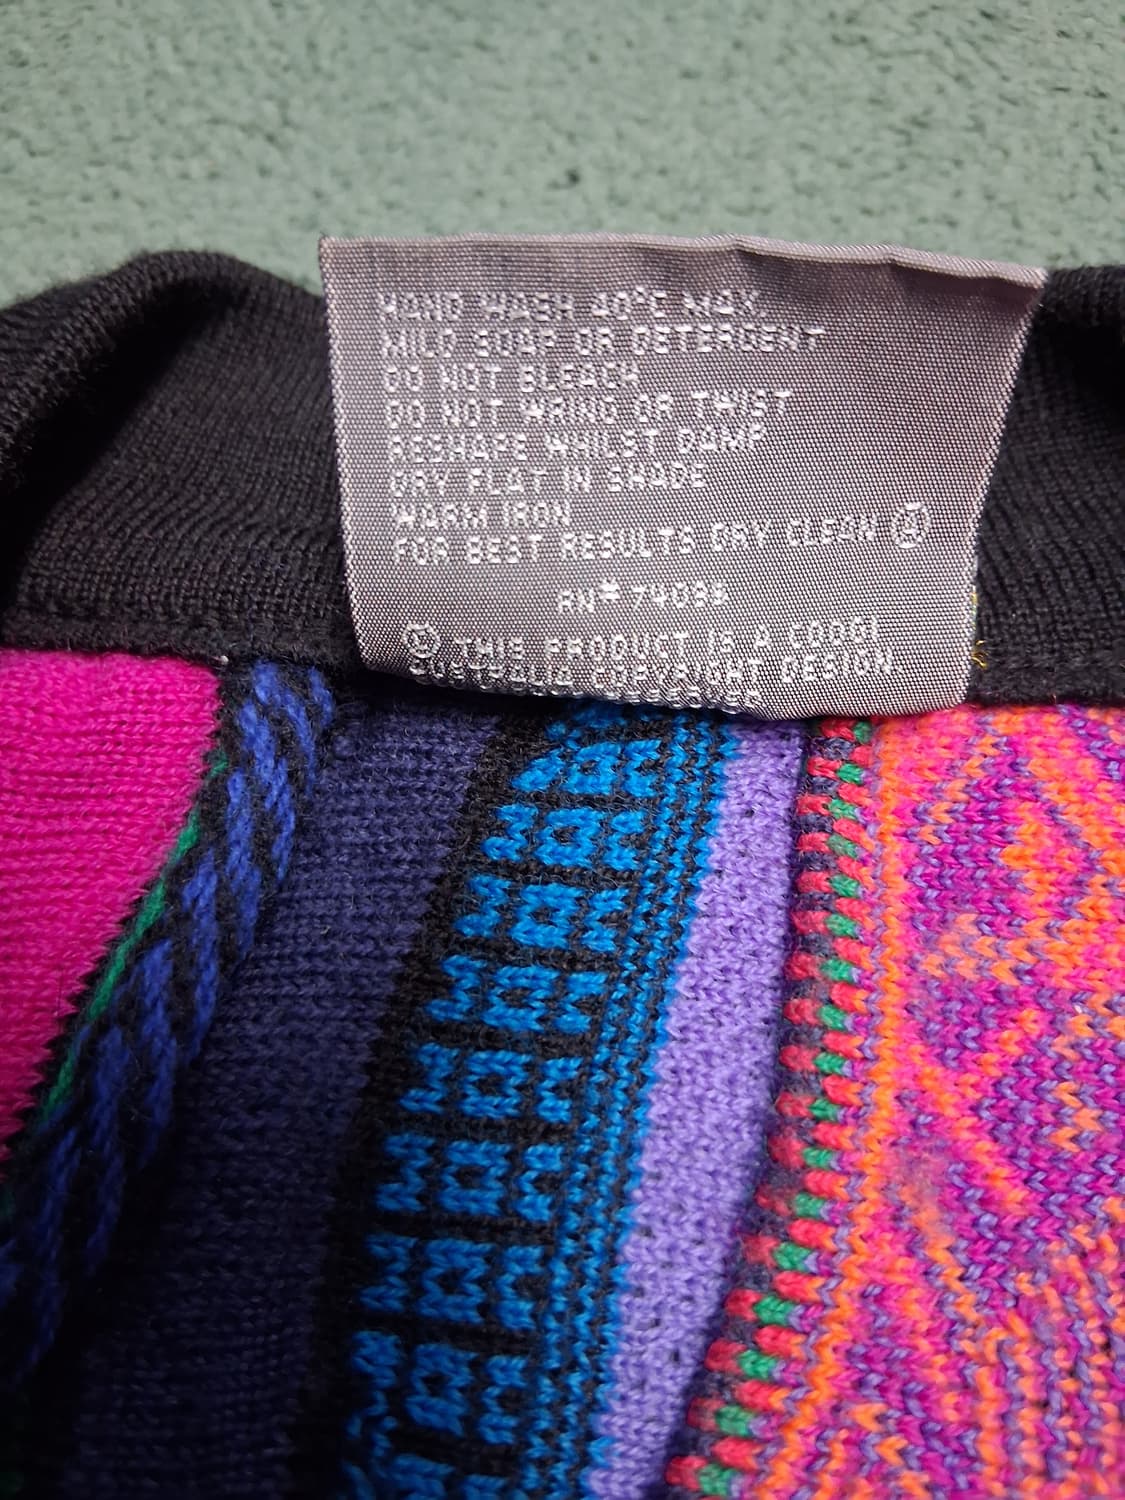 HAND WASH 40°C MAX.
MILD SOAP OR DETERGENT
DO NOT BLEACH
DO NOT WRING OR TWIST
RESHAPE WHILST DAMP
DRY FLAT IN SHADE
WARM IRON
FOR BEST RESULTS DRY CLEAN Ⓐ
RN# 74098
© THIS PRODUCT IS A COOGI
AUSTRALIA COPYRIGHT DESIGN.